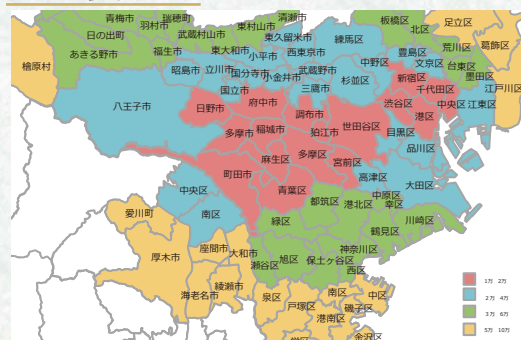 青梅市
瑞穂町
清瀬市
羽村市
東村山市
板橋区
足立区
北区
日の出町
武蔵村山市
東久留米市
練馬区
荒川区
葛飾区
あきる野市
福生市
東大和市
小平市
西東京市
豊島区
檜原村
中野区
文京区
台東区
昭島市
立川市
国分寺市
小金井市
武蔵野市
杉並区
新宿区
墨田区
国立市
三鷹市
千代田区
江戸川区
八王子市
日野市
府中市
調布市
渋谷区
中央区
江東区
港区
多摩市
稲城市
狛江市
世田谷区
目黒区
品川区
麻生区
多摩区
宮前区
町田市
高津区
大田区
中央区
青葉区
中原区
幸区
愛川町
南区
都筑区
港北区
川崎区
緑区
鶴見区
座間市
大和市
神奈川区
厚木市
瀬谷区
旭区
保土ヶ谷区
西区
海老名市
綾瀬市
泉区
南区
中区
戸塚区
磯子区
港南区
栄区
金沢区
1万 2万
2万 4万
3万 6万
5万 10万